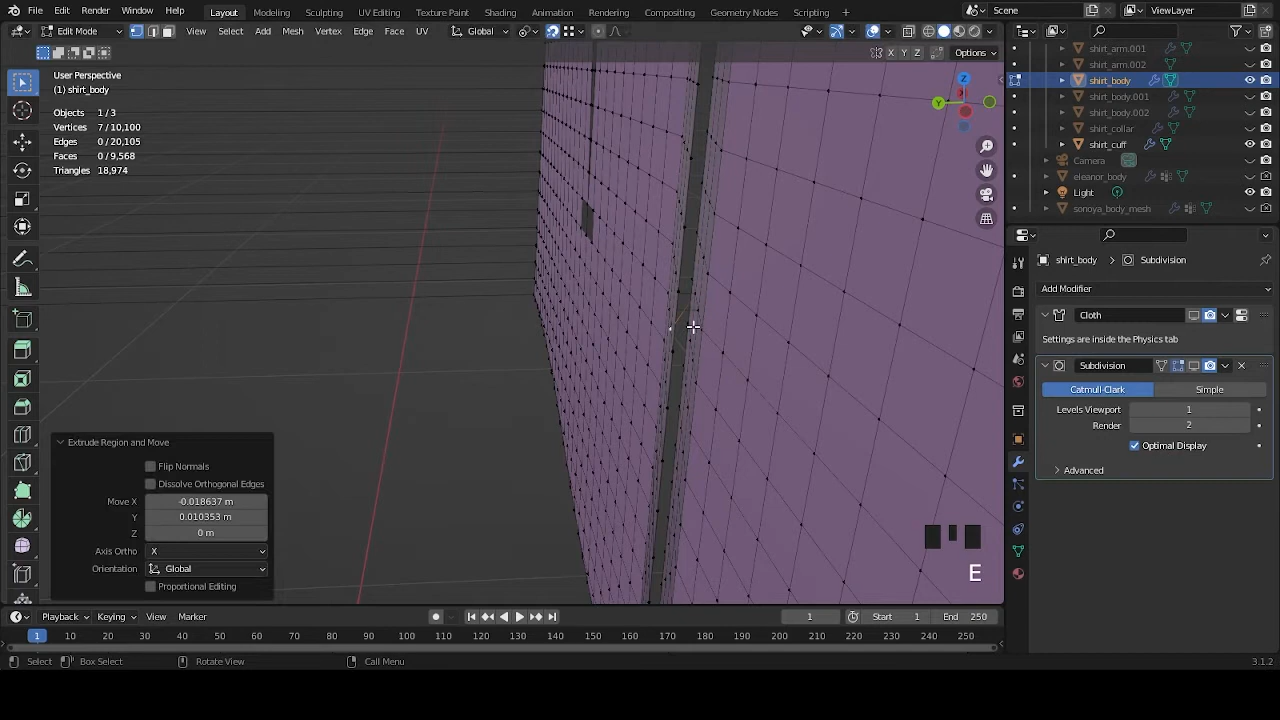 File Edit Render Window Help Layout Modeling Sculpting UV Editing Texture Paint Shading Animation Rendering Compositing Geometry Nodes Scripting + Scene ViewLayer
Edit Mode View Select Add Mesh Vertex Edge Face UV Global
X Y Z Options
User Perspective
(1) shirt_body
Objects 1/3
Vertices 7/10,100
Edges 0/20,105
Faces 0/9,568
Triangles 18,974
Z
Y
X
shirt_arm.001
shirt_arm.002
shirt_body
shirt_body.001
shirt_body.002
shirt_collar
shirt_cuff
Camera
eleanor_body
Light
sonoya_body_mesh
shirt_body > Subdivision
Add Modifier
Cloth
Settings are inside the Physics tab
Subdivision
Catmull-Clark Simple
Levels Viewport 1
Render 2
Optimal Display
Advanced
Extrude Region and Move
Flip Normals
Dissolve Orthogonal Edges
Move X -0.018637 m
Y 0.010353 m
Z 0 m
Axis Ortho X
Orientation Global
Proportional Editing
E
Playback Keying View Marker 1 Start 1 End 250
1 10 20 30 40 50 60 70 80 90 100 110 120 130 140 150 160 170 180 190 200 210 220 230 240 250
Select Box Select Rotate View Call Menu 3.1.2